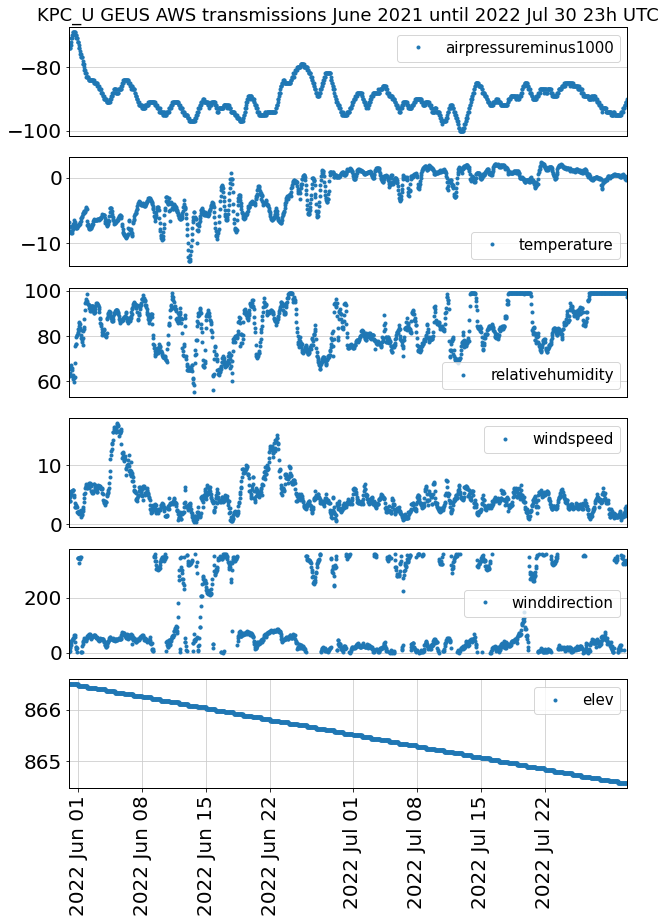 KPC_U GEUS AWS transmissions June 2021 until 2022 Jul 30 23h UTC
−80
−100
airpressureminus1000
0
−10
temperature
100
80
60
relativehumidity
10
0
windspeed
200
0
winddirection
866
865
elev
2022 Jun 01
2022 Jun 08
2022 Jun 15
2022 Jun 22
2022 Jul 01
2022 Jul 08
2022 Jul 15
2022 Jul 22